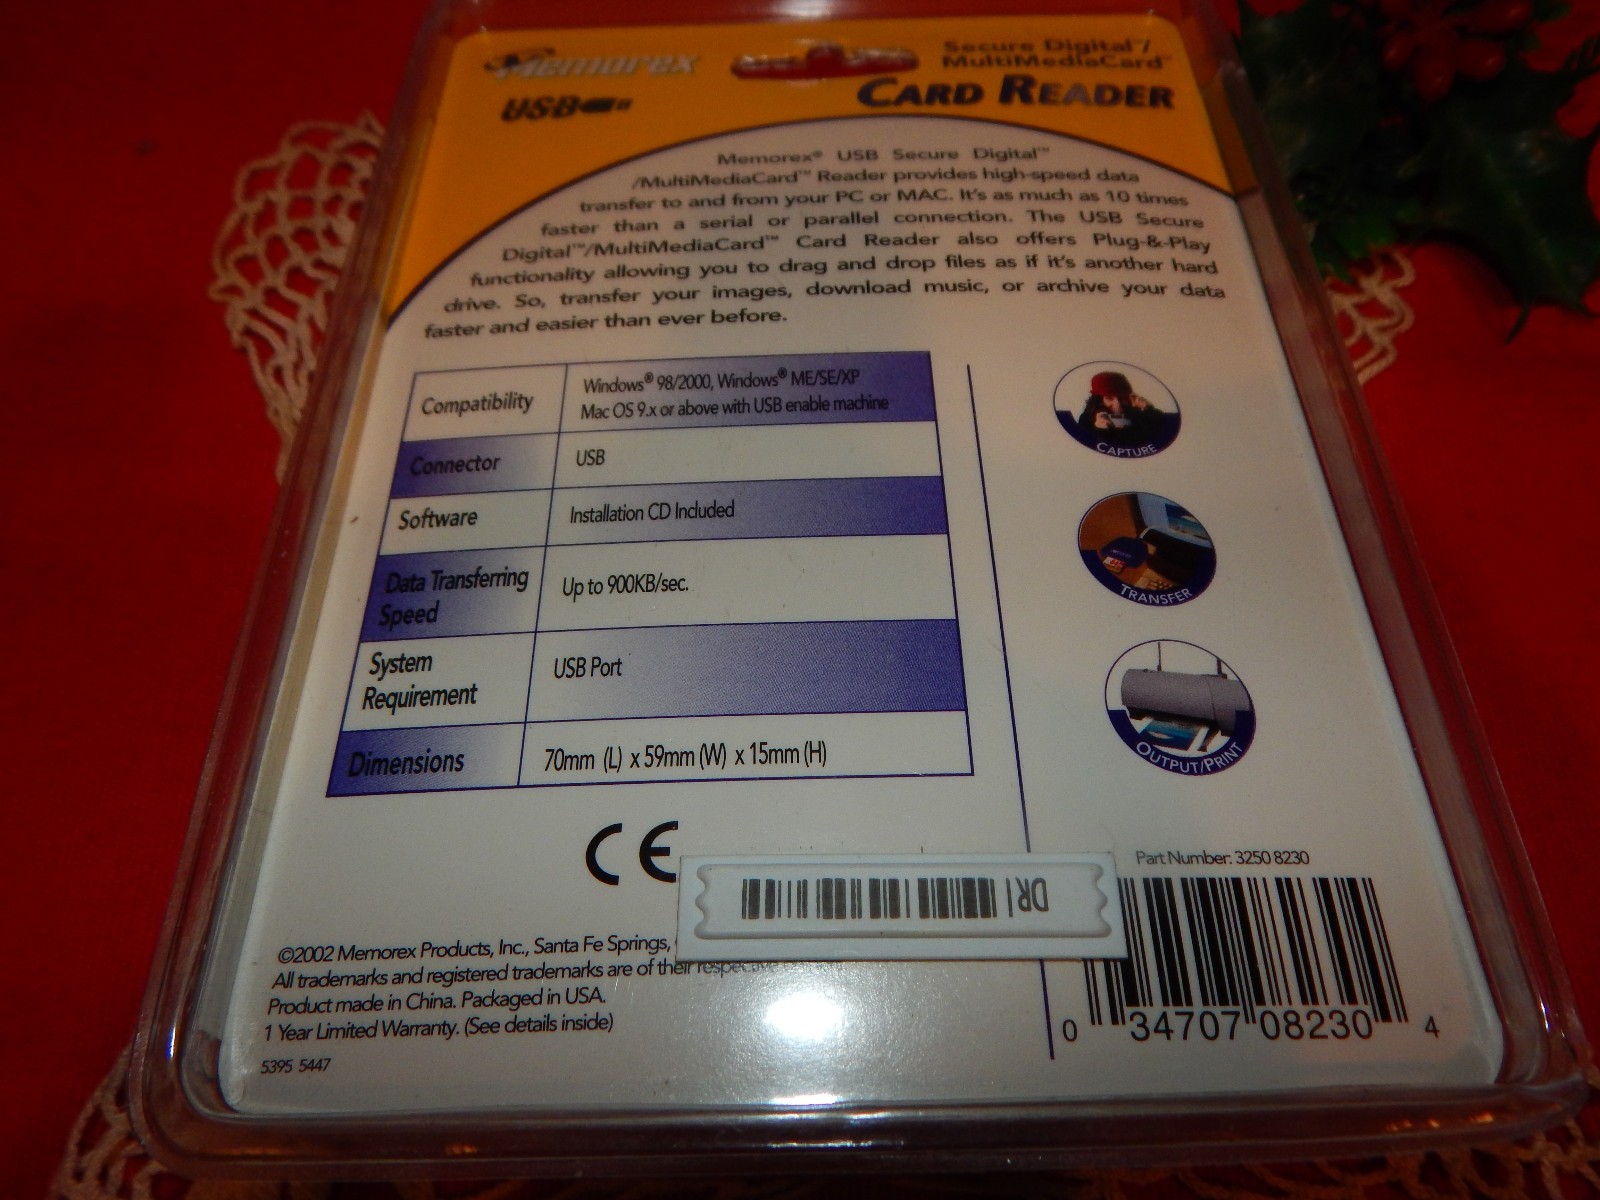 Memorex
Secure Digital™/
MultiMediaCard™
USB
CARD READER
Memorex® USB Secure Digital™
/MultiMediaCard™ Reader provides high-speed data
transfer to and from your PC or MAC. It's as much as 10 times
faster than a serial or parallel connection. The USB Secure
Digital™/MultiMediaCard™ Card Reader also offers Plug-&-Play
functionality allowing you to drag and drop files as if it's another hard
drive. So, transfer your images, download music, or archive your data
faster and easier than ever before.
Compatibility
Windows® 98/2000, Windows® ME/SE/XP
Mac OS 9.x or above with USB enable machine
Connector
USB
Software
Installation CD Included
Data Transferring
Speed
Up to 900KB/sec.
System
Requirement
USB Port
Dimensions
70mm (L) x 59mm (W) x 15mm (H)
CAPTURE
TRANSFER
OUTPUT/PRINT
CE
DRI
Part Number: 3250 8230
0 34707 08230 4
©2002 Memorex Products, Inc., Santa Fe Springs,
All trademarks and registered trademarks are of their respective
Product made in China. Packaged in USA.
1 Year Limited Warranty. (See details inside)
5395 5447